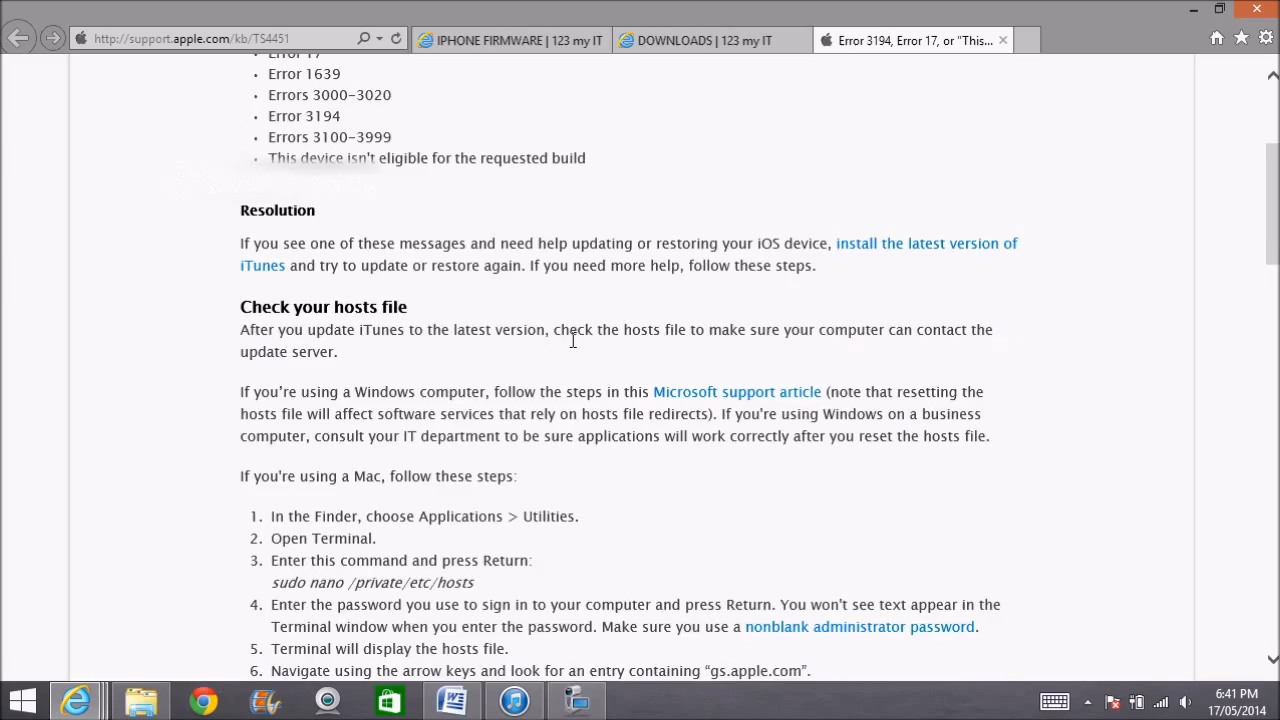 http://support.apple.com/kb/TS4451
IPHONE FIRMWARE | 123 my IT
DOWNLOADS | 123 my IT
Error 3194, Error 17, or "This...
Error 17
• Error 1639
• Errors 3000-3020
• Error 3194
• Errors 3100-3999
• This device isn't eligible for the requested build
Resolution
If you see one of these messages and need help updating or restoring your iOS device, install the latest version of
iTunes and try to update or restore again. If you need more help, follow these steps.
Check your hosts file
After you update iTunes to the latest version, check the hosts file to make sure your computer can contact the
update server.
If you're using a Windows computer, follow the steps in this Microsoft support article (note that resetting the
hosts file will affect software services that rely on hosts file redirects). If you're using Windows on a business
computer, consult your IT department to be sure applications will work correctly after you reset the hosts file.
If you're using a Mac, follow these steps:
1. In the Finder, choose Applications > Utilities.
2. Open Terminal.
3. Enter this command and press Return:
sudo nano /private/etc/hosts
4. Enter the password you use to sign in to your computer and press Return. You won't see text appear in the
Terminal window when you enter the password. Make sure you use a nonblank administrator password.
5. Terminal will display the hosts file.
6. Navigate using the arrow keys and look for an entry containing "gs.apple.com".
6:41 PM
17/05/2014